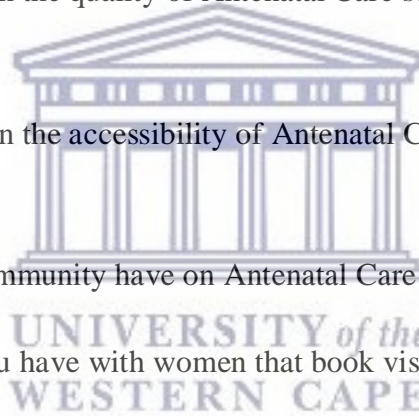 the quality of Antenatal Care
n the accessibility of Antenatal C
mmunity have on Antenatal Care
UNIVERSITY of the
u have with women that book vis
WESTERN CAPE